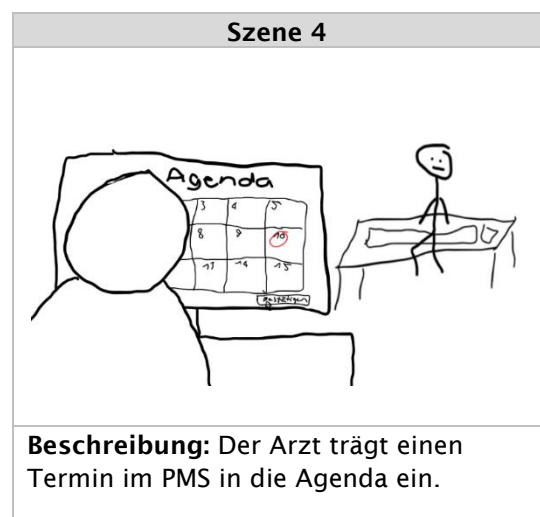 Szene 4
Agenda
3 4 5
8 9 10
13 14 15
bestätigen
Beschreibung: Der Arzt trägt einen
Termin im PMS in die Agenda ein.